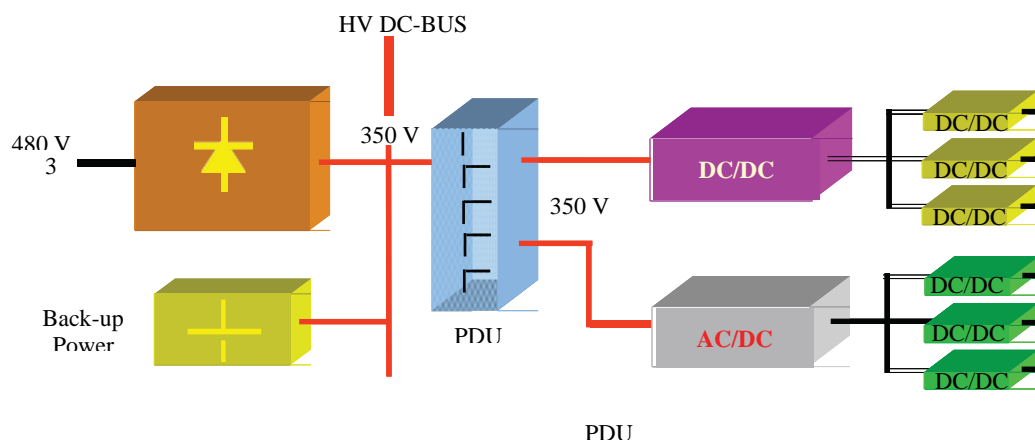 HV DC-BUS
480 V
3
350 V
DC/DC
DC/DC
DC/DC
DC/DC
350 V
Back-up
Power
PDU
AC/DC
DC/DC
DC/DC
DC/DC
PDU